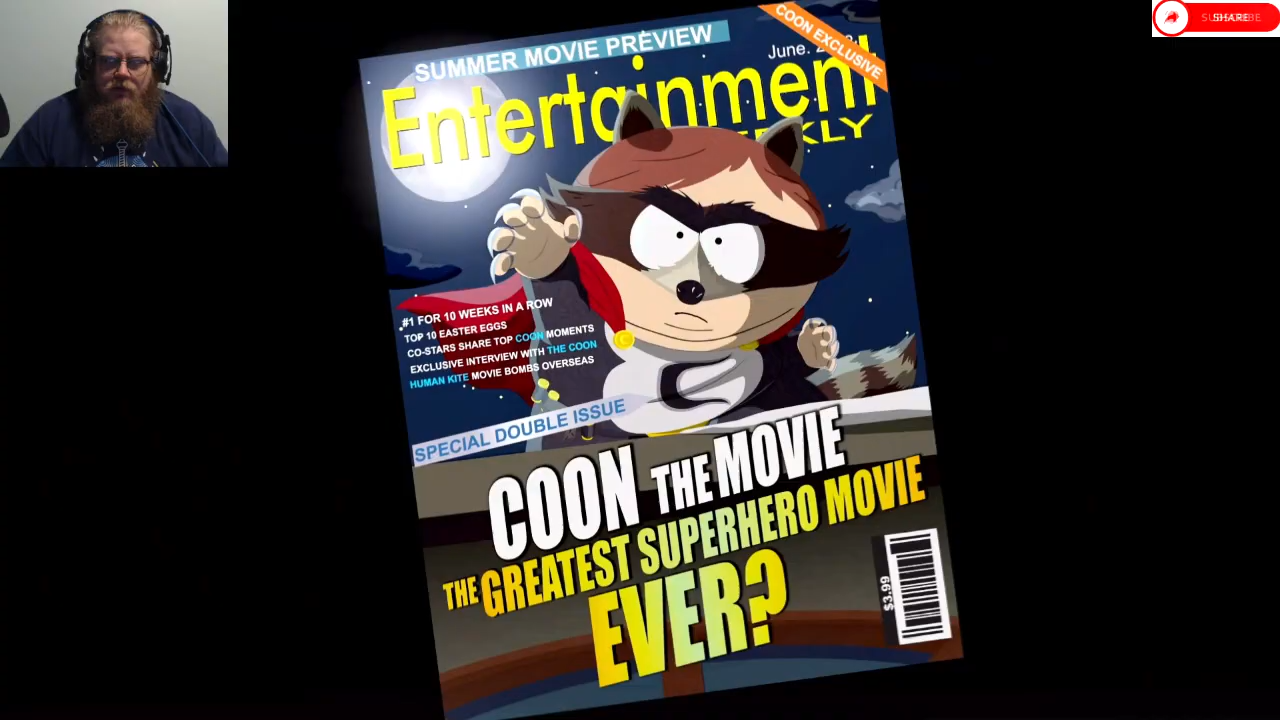 SUMMER MOVIE PREVIEW
June.
COON EXCLUSIVE
Entertainment
WEEKLY
#1 FOR 10 WEEKS IN A ROW
TOP 10 EASTER EGGS
CO-STARS SHARE TOP COON MOMENTS
EXCLUSIVE INTERVIEW WITH THE COON
HUMAN KITE MOVIE BOMBS OVERSEAS
SPECIAL DOUBLE ISSUE
COON THE MOVIE
THE GREATEST SUPERHERO MOVIE
EVER?
$3.99
SHARE